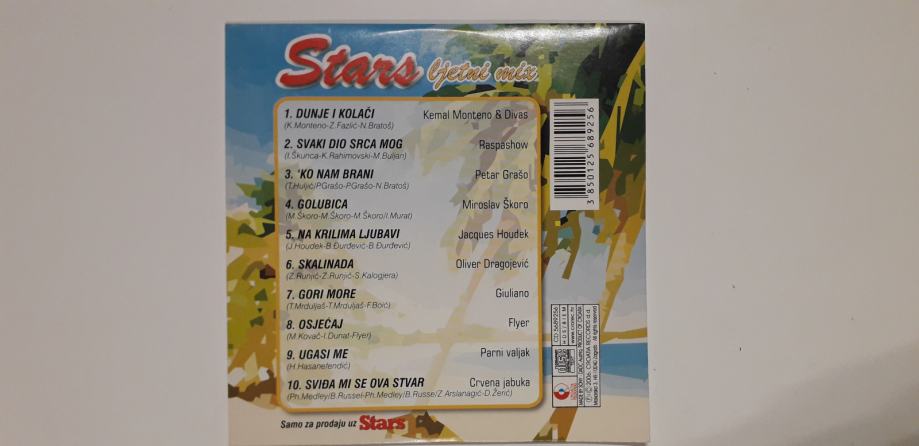 Stars ljetni mix
1. DUNJE I KOLAČI Kemal Monteno & Divas
(K.Monteno-Z.Fazlić-N.Bratoš)
2. SVAKI DIO SRCA MOG Raspashow
(I.Škunca-K.Rahimovski-M.Buljan)
3. 'KO NAM BRANI Petar Grašo
(T.Huljić/P.Grašo-P.Grašo-N.Bratoš)
4. GOLUBICA Miroslav Škoro
(M.Škoro-M.Škoro-M.Škoro/I.Murat)
5. NA KRILIMA LJUBAVI Jacques Houdek
(J.Houdek-B.Đurđević-B.Đurđević)
6. SKALINADA Oliver Dragojević
(Z.Runjić-Z.Runjić-S.Kalogjera)
7. GORI MORE Giuliano
(T.Mrduljaš-T.Mrduljaš-F.Boić)
8. OSJEĆAJ Flyer
(M.Kovač-I.Dunat-Flyer)
9. UGASI ME Parni valjak
(H.Hasanefendić)
10. SVIĐA MI SE OVA STVAR Crvena jabuka
(Ph.Medley/B.Russel-Ph.Medley/B.Russe/Z.Arslanagić-D.Žerić)
Samo za prodaju uz Stars
3 850125 689256
CD 5689256
www.crorec.hr